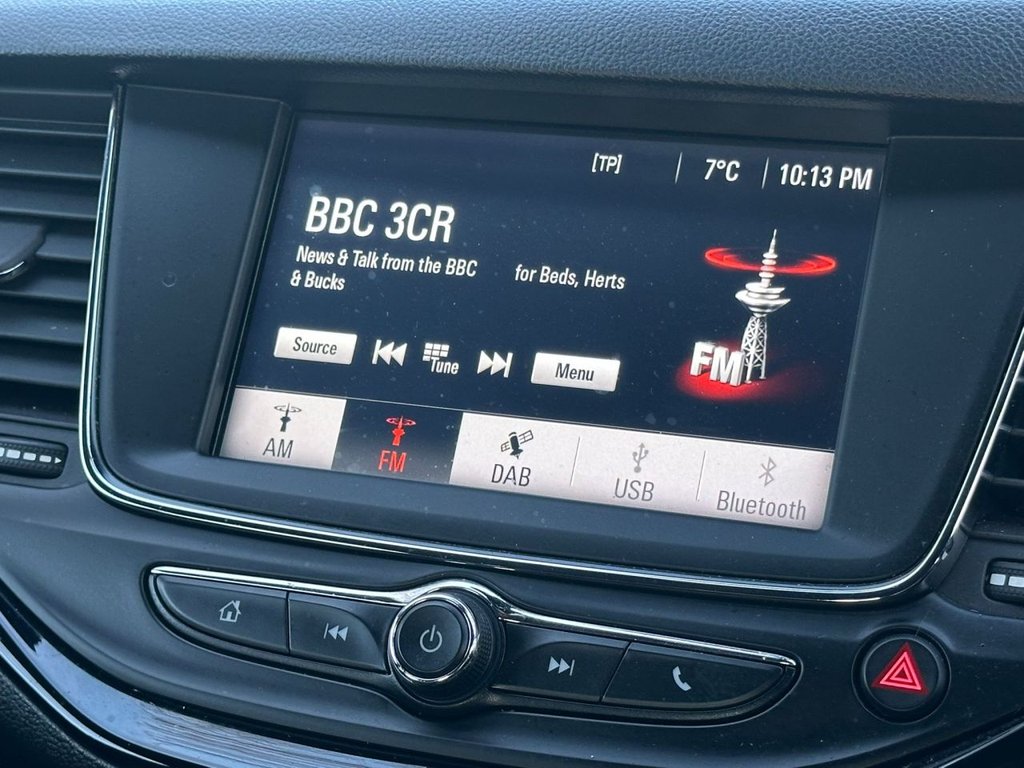 [TP] 7°C 10:13 PM
BBC 3CR
News & Talk from the BBC for Beds, Herts
& Bucks
Source Tune Menu
FM
AM FM DAB USB Bluetooth